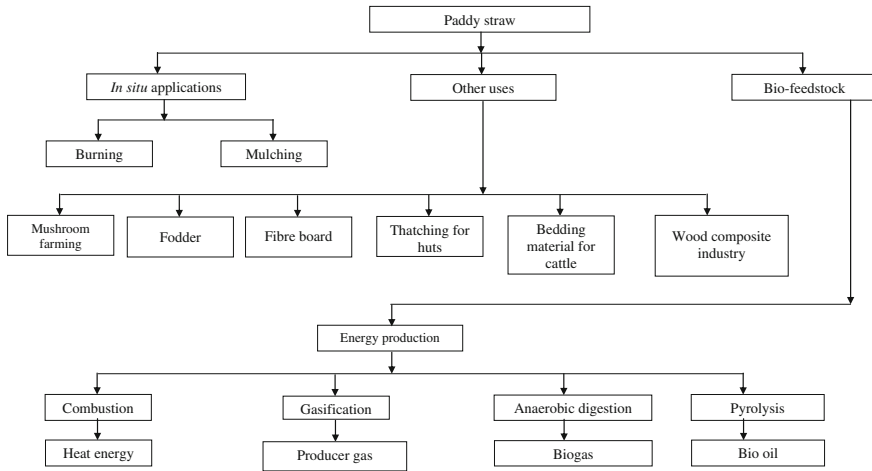 Paddy straw
In situ applications
Other uses
Bio-feedstock
Burning
Mulching
Mushroom
farming
Fodder
Fibre board
Thatching for
huts
Bedding
material for
cattle
Wood composite
industry
Energy production
Combustion
Gasification
Anaerobic digestion
Pyrolysis
Heat energy
Producer gas
Biogas
Bio oil